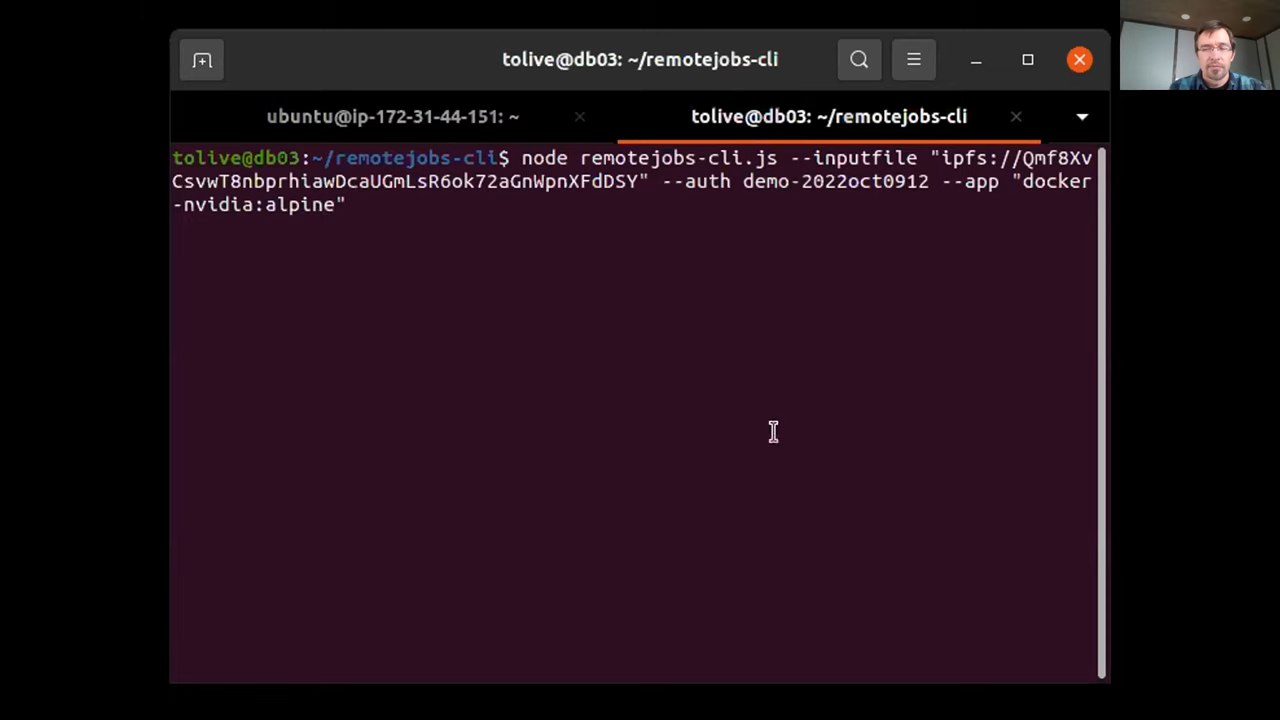 tolive@db03: ~/remotejobs-cli
ubuntu@ip-172-31-44-151: ~
tolive@db03: ~/remotejobs-cli
tolive@db03:~/remotejobs-cli$ node remotejobs-cli.js --inputfile "ipfs://Qmf8Xv
CsvwT8nbprhiawDcaUGmLsR6ok72aGnWpnXFdDSY" --auth demo-2022oct0912 --app "docker
-nvidia:alpine"